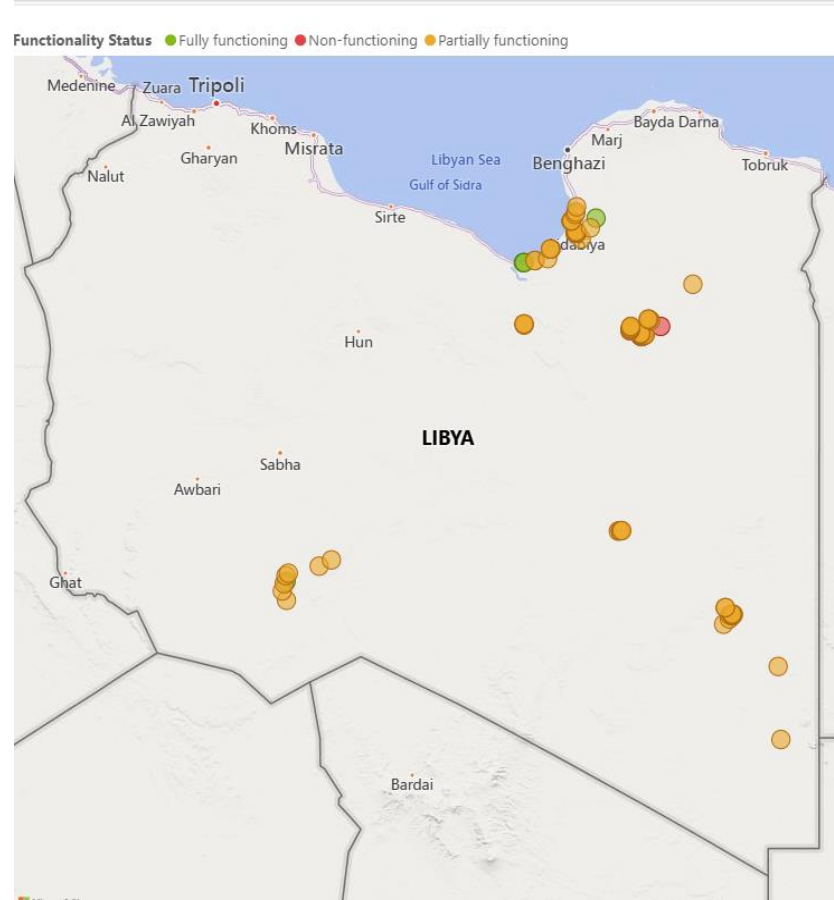 Functionality Status Fully functioning Non-functioning Partially functioning
Medenine
Zuara
Tripoli
Al Zawiyah
Khoms
Misrata
Gharyan
Nalut
Sirte
Libyan Sea
Gulf of Sidra
Benghazi
Marj
Bayda Darna
Tobruk
Hun
LIBYA
Sabha
Awbari
Ghat
Bardai